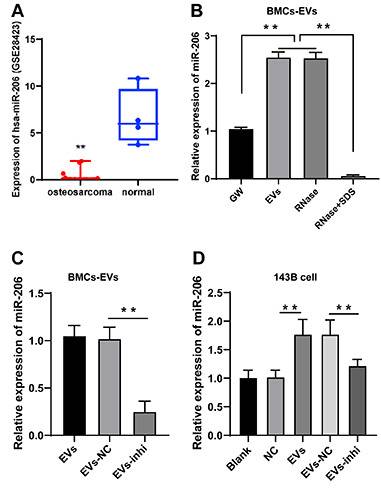 A
Expression of hsa-miR-206 (GSE28423)
15
10
5
0
**
osteosarcoma
normal
B
BMCs-EVs
Relative expression of miR-206
3
2
1
0
**
**
GW
EVs
RNase
RNase+SDS
C
BMCs-EVs
Relative expression of miR-206
1.5
1.0
0.5
0.0
**
EVs
EVs-NC
EVs-inhi
D
143B cell
Relative expression of miR-206
2.5
2.0
1.5
1.0
0.5
0.0
**
**
Blank
NC
EVs
EVs-NC
EVs-inhi